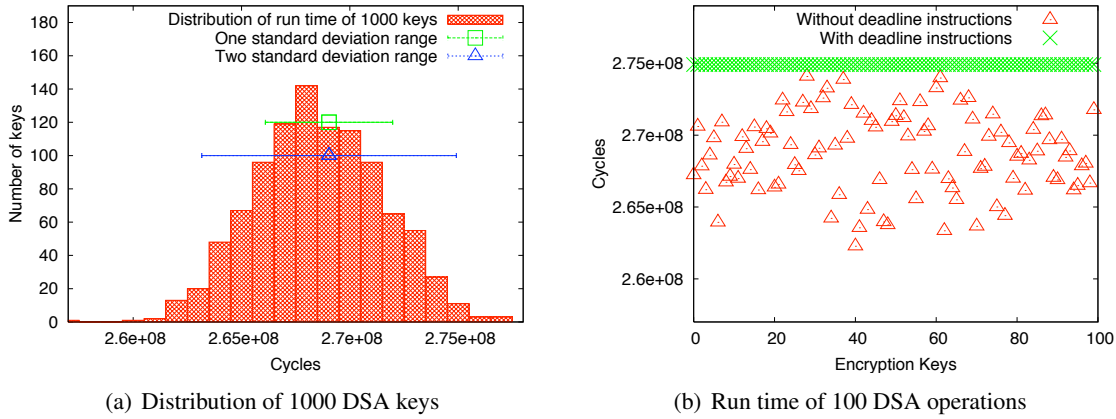 Distribution of run time of 1000 keys
One standard deviation range
Two standard deviation range
180
160
140
120
100
80
60
40
20
0
Number of keys
2.6e+08 2.65e+08 2.7e+08 2.75e+08
Cycles
(a) Distribution of 1000 DSA keys
Without deadline instructions
With deadline instructions
2.75e+08
2.7e+08
2.65e+08
2.6e+08
Cycles
0 20 40 60 80 100
Encryption Keys
(b) Run time of 100 DSA operations